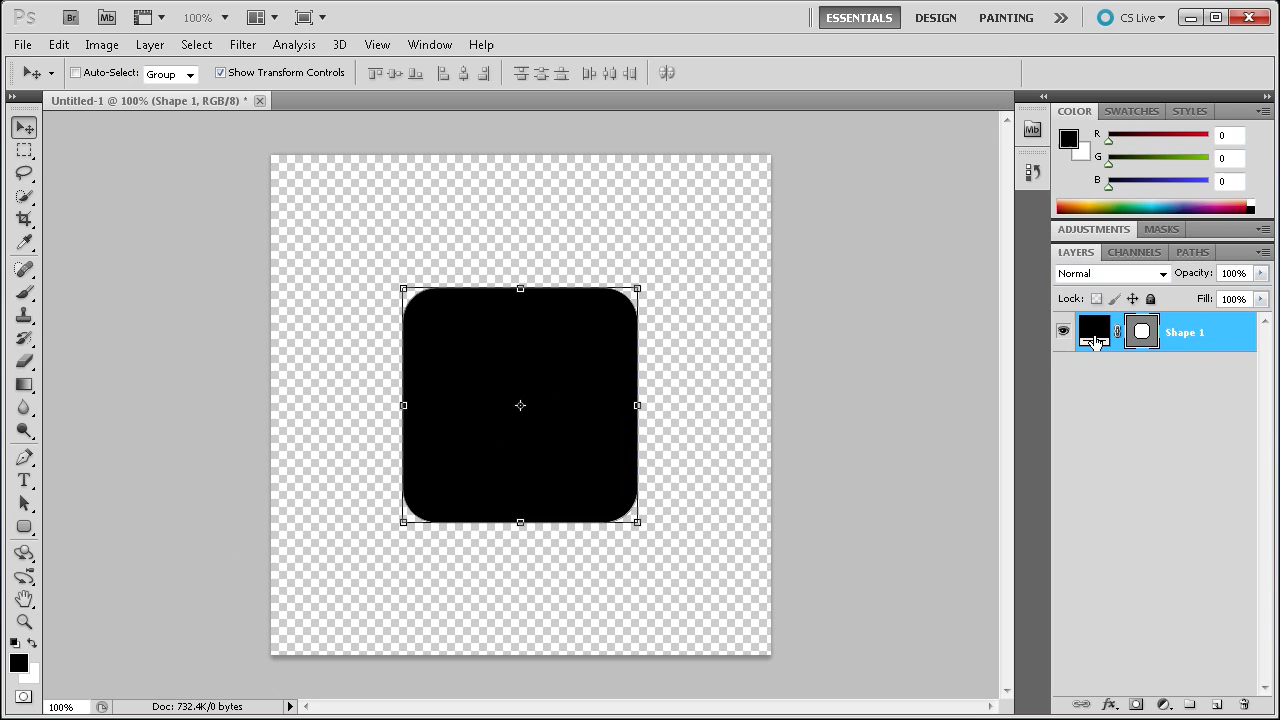 Ps Br Mb 100% ESSENTIALS DESIGN PAINTING CS Live
File Edit Image Layer Select Filter Analysis 3D View Window Help
Auto-Select: Group Show Transform Controls
Untitled-1 @ 100% (Shape 1, RGB/8) *
COLOR SWATCHES STYLES
Mb
R 0
G 0
B 0
ADJUSTMENTS MASKS
LAYERS CHANNELS PATHS
Normal Opacity: 100%
Lock: Fill: 100%
Shape 1
T
100% Doc: 732.4K/0 bytes
fx